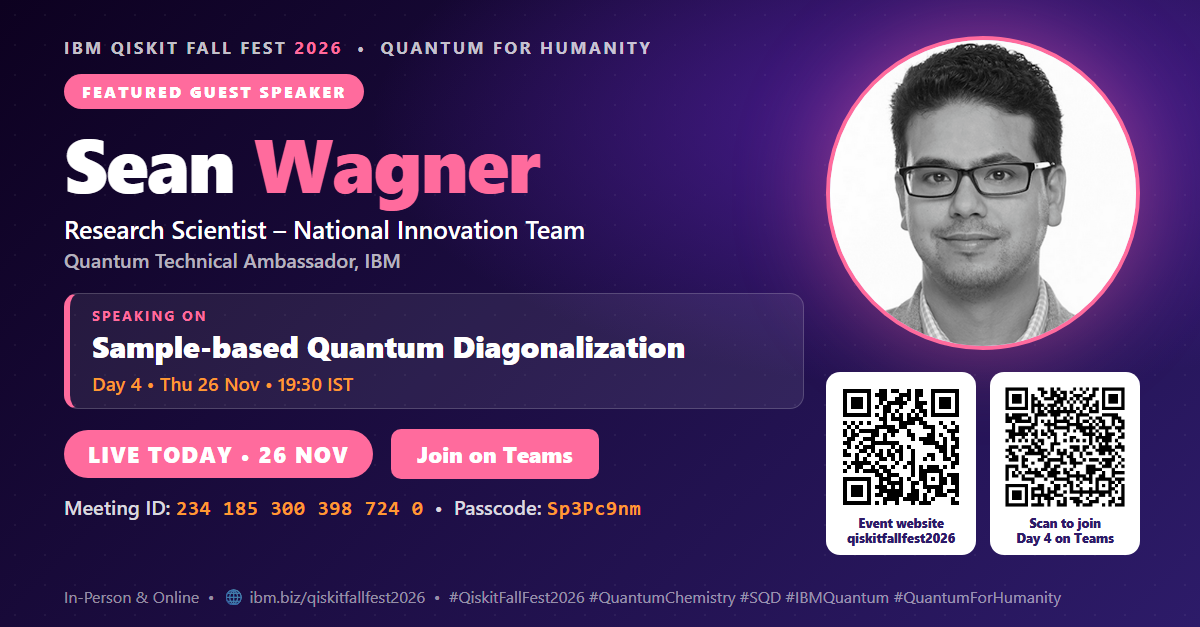 IBM QISKIT FALL FEST 2026 • QUANTUM FOR HUMANITY
FEATURED GUEST SPEAKER
Sean Wagner
Research Scientist – National Innovation Team
Quantum Technical Ambassador, IBM
SPEAKING ON
Sample-based Quantum Diagonalization
Day 4 • Thu 26 Nov • 19:30 IST
LIVE TODAY • 26 NOV
Join on Teams
Meeting ID: 234 185 300 398 724 0 • Passcode: Sp3Pc9nm
Event website
qiskitfallfest2026
Scan to join
Day 4 on Teams
In-Person & Online • 🌐 ibm.biz/qiskitfallfest2026 • #QiskitFallFest2026 #QuantumChemistry #SQD #IBMQuantum #QuantumForHumanity